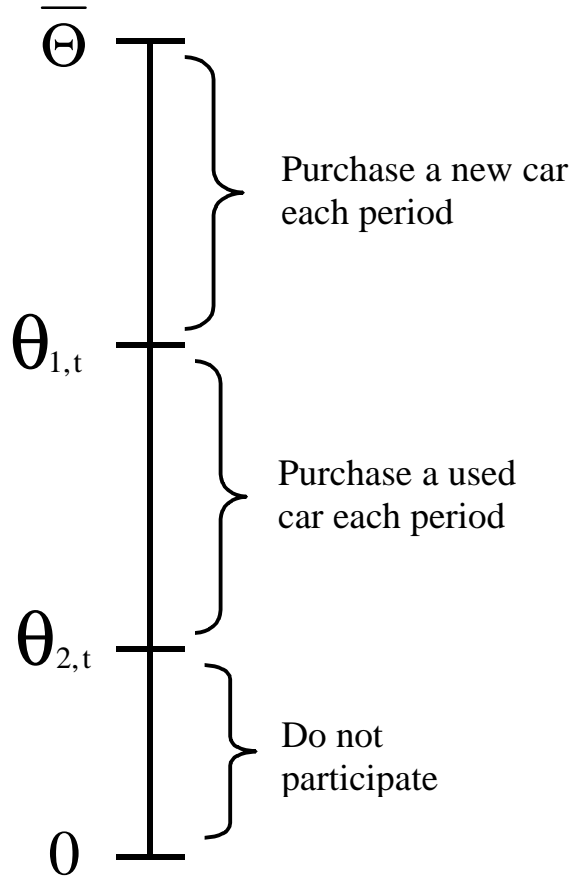 Θ̅
Purchase a new car
each period
θ1,t
Purchase a used
car each period
θ2,t
Do not
participate
0